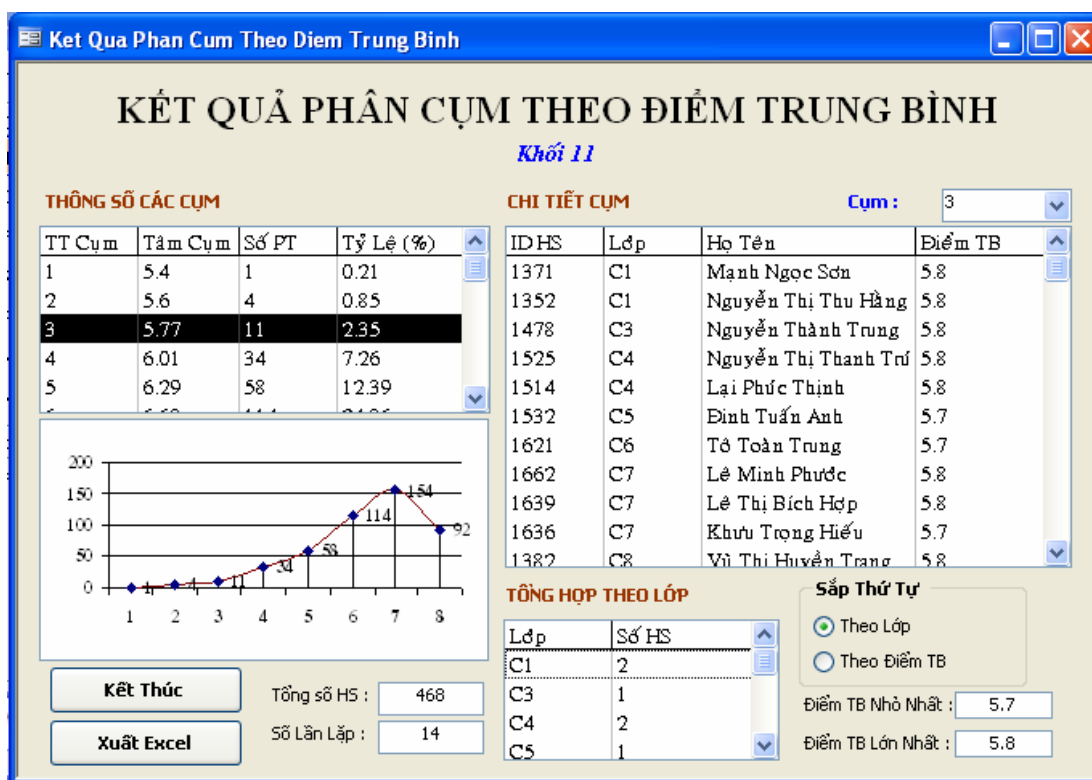 Ket Qua Phan Cum Theo Diem Trung Binh
KẾT QUẢ PHÂN CỤM THEO ĐIỂM TRUNG BÌNH
Khối 11
THÔNG SỐ CÁC CỤM
TT Cụm Tâm Cụm Số PT Tỷ Lệ (%)
1 5.4 1 0.21
2 5.6 4 0.85
3 5.77 11 2.35
4 6.01 34 7.26
5 6.29 58 12.39
CHI TIẾT CỤM Cụm : 3
ID HS Lớp Họ Tên Điểm TB
1371 C1 Mạnh Ngọc Sơn 5.8
1352 C1 Nguyễn Thị Thu Hằng 5.8
1478 C3 Nguyễn Thành Trung 5.8
1525 C4 Nguyễn Thị Thanh Trú 5.8
1514 C4 Lại Phúc Thịnh 5.8
1532 C5 Đinh Tuấn Anh 5.7
1621 C6 Tô Toàn Trung 5.7
1662 C7 Lê Minh Phước 5.8
1639 C7 Lê Thị Bích Hợp 5.8
1636 C7 Khưu Trọng Hiếu 5.7
1382 C8 Vũ Thị Huyền Trang 5.8
200
150
100
50
0
1 4 11 34 58 114 154 92
1 2 3 4 5 6 7 8
Kết Thúc
Xuất Excel
Tổng số HS : 468
Số Lần Lặp : 14
TỔNG HỢP THEO LỚP
Lớp Số HS
C1 2
C3 1
C4 2
C5 1
Sắp Thứ Tự
Theo Lớp
Theo Điểm TB
Điểm TB Nhỏ Nhất : 5.7
Điểm TB Lớn Nhất : 5.8